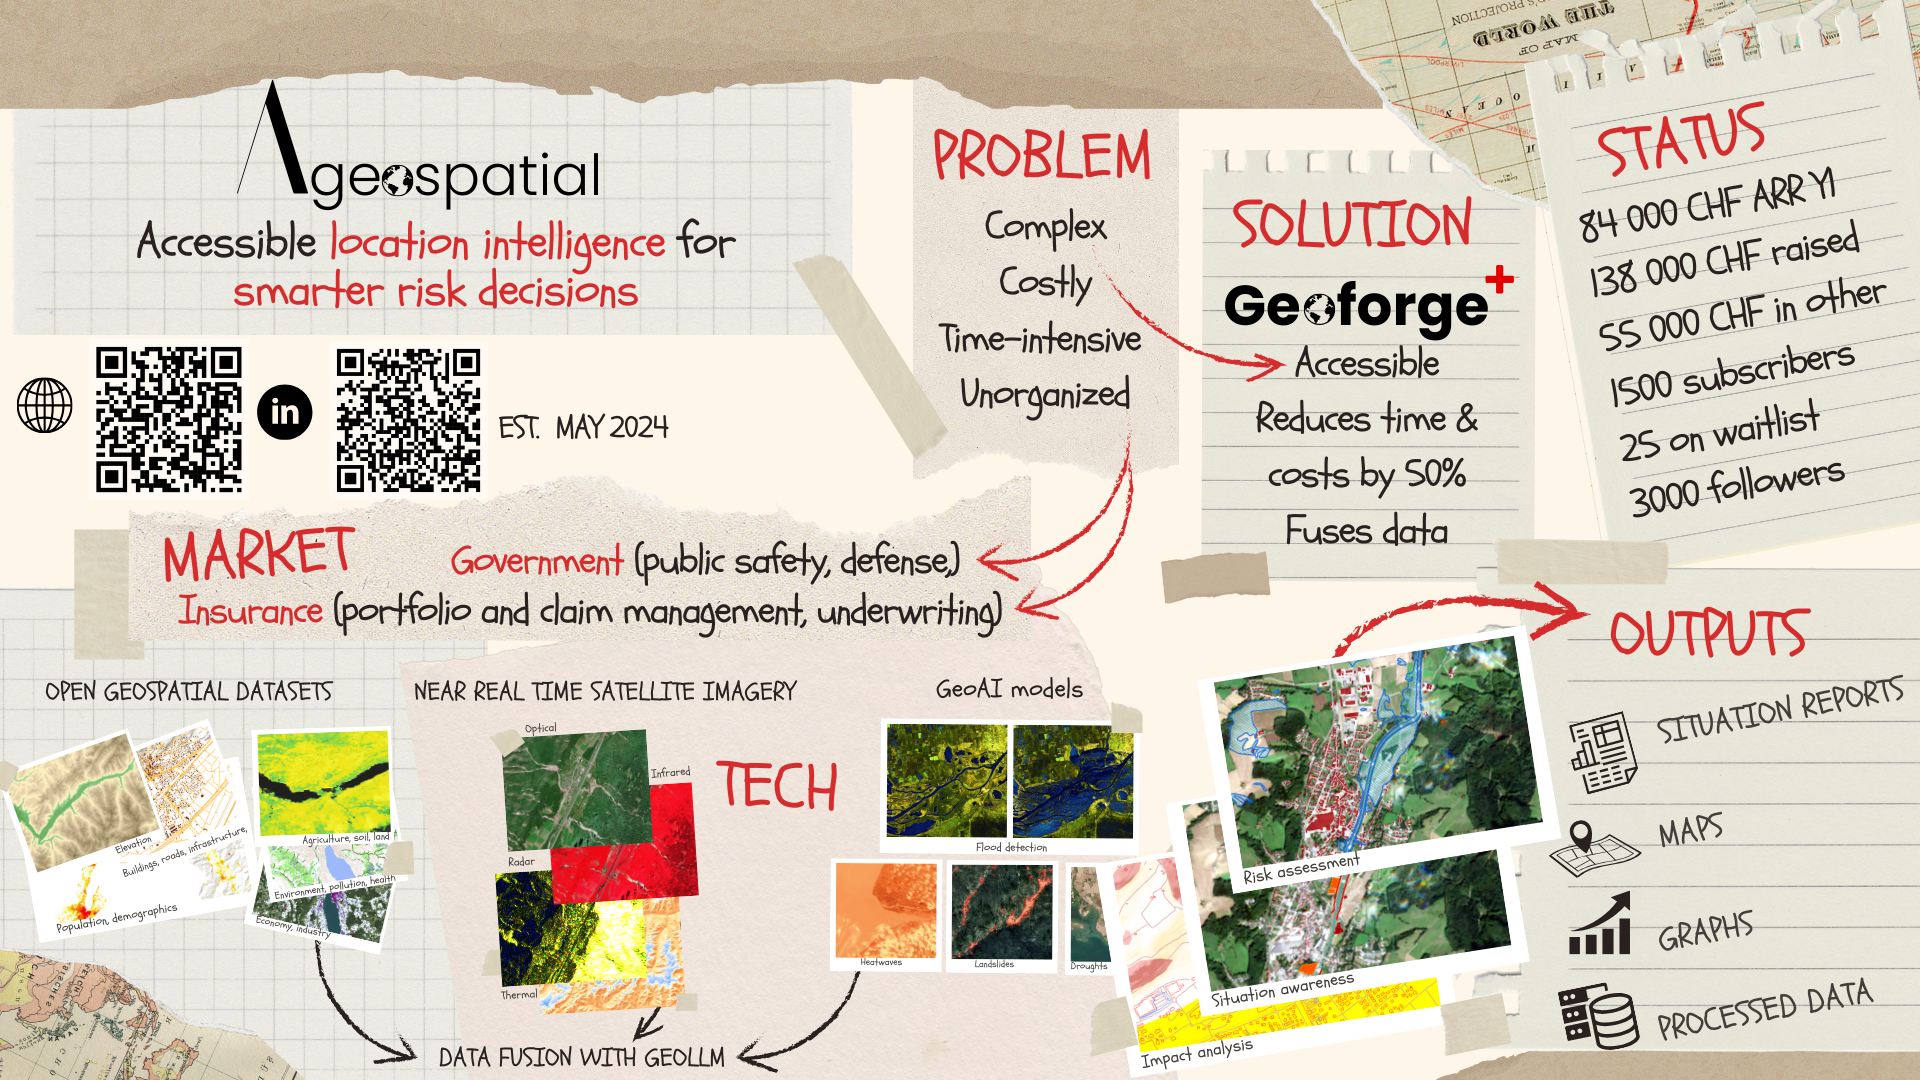 Ageospatial
Accessible location intelligence for
smarter risk decisions
in
EST. MAY 2024
PROBLEM
Complex
Costly
Time-intensive
Unorganized
SOLUTION
Geoforge+
Accessible
Reduces time &
costs by 50%
Fuses data
MAP OF
THE WORLD
STATUS
84 000 CHF ARR Y1
138 000 CHF raised
55 000 CHF in other
1500 subscribers
25 on waitlist
3000 followers
MARKET
Government (public safety, defense,)
Insurance (portfolio and claim management, underwriting)
OPEN GEOSPATIAL DATASETS
Elevation
Buildings, roads, infrastructure,
Population, demographics
Agriculture, soil, land
Environment, pollution, health
Economy, industry
NEAR REAL TIME SATELLITE IMAGERY
Optical
Infrared
Radar
Thermal
TECH
GeoAI models
Flood detection
Heatwaves
Landslides
Droughts
DATA FUSION WITH GEOLLM
Risk assessment
Situation awareness
Impact analysis
OUTPUTS
SITUATION REPORTS
MAPS
GRAPHS
PROCESSED DATA